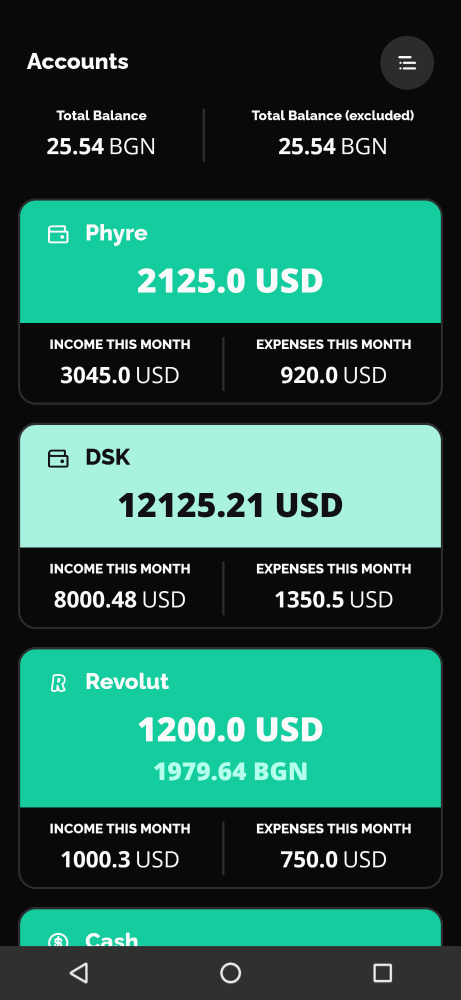 Accounts
Total Balance
Total Balance (excluded)
25.54 BGN
25.54 BGN
Phyre
2125.0 USD
INCOME THIS MONTH
EXPENSES THIS MONTH
3045.0 USD
920.0 USD
DSK
12125.21 USD
INCOME THIS MONTH
EXPENSES THIS MONTH
8000.48 USD
1350.5 USD
R Revolut
1200.0 USD
1979.64 BGN
INCOME THIS MONTH
EXPENSES THIS MONTH
1000.3 USD
750.0 USD
$ Cash